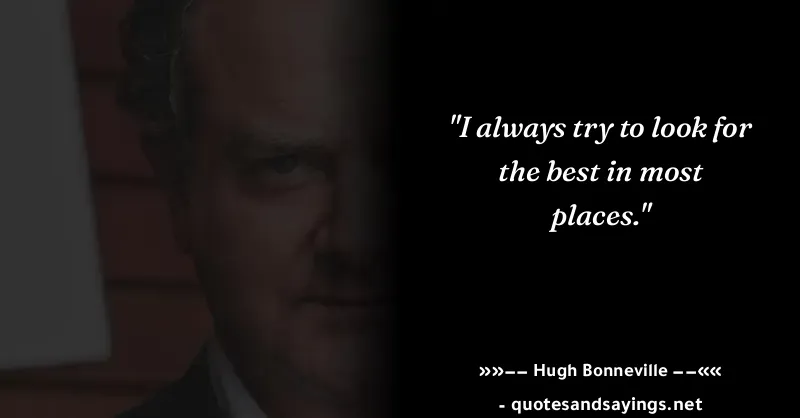 "I always try to look for
the best in most
places."
»»–– Hugh Bonneville ––««
- quotesandsayings.net